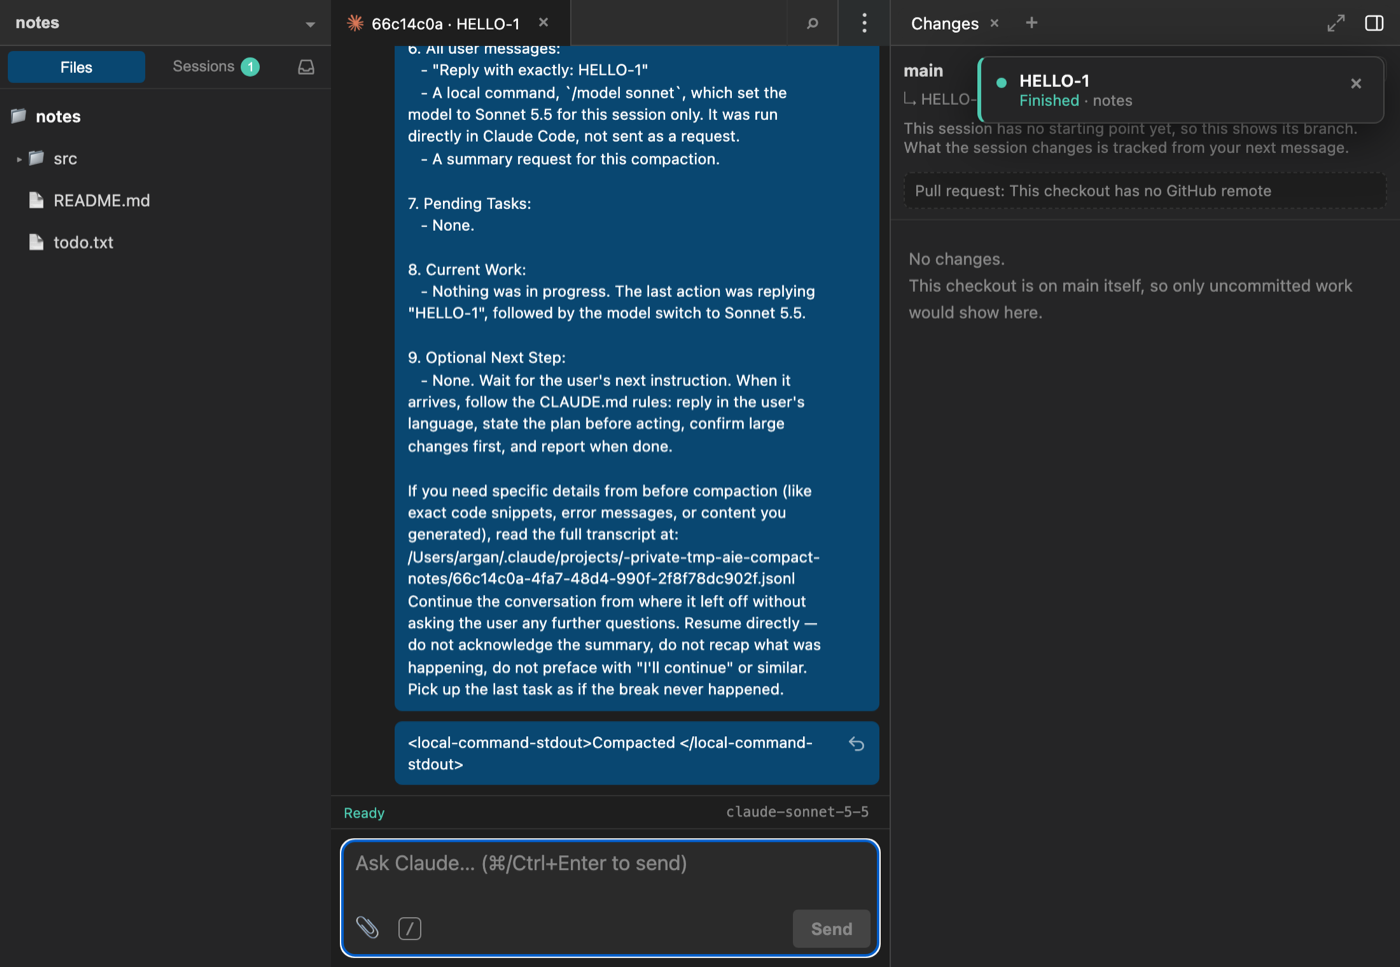 notes
66c14c0a · HELLO-1
Changes
Files
Sessions 1
notes
src
README.md
todo.txt
6. All user messages:
- "Reply with exactly: HELLO-1"
- A local command, `/model sonnet`, which set the
model to Sonnet 5.5 for this session only. It was run
directly in Claude Code, not sent as a request.
- A summary request for this compaction.
7. Pending Tasks:
- None.
8. Current Work:
- Nothing was in progress. The last action was replying
"HELLO-1", followed by the model switch to Sonnet 5.5.
9. Optional Next Step:
- None. Wait for the user's next instruction. When it
arrives, follow the CLAUDE.md rules: reply in the user's
language, state the plan before acting, confirm large
changes first, and report when done.
If you need specific details from before compaction (like
exact code snippets, error messages, or content you
generated), read the full transcript at:
/Users/argan/.claude/projects/-private-tmp-aie-compact-
notes/66c14c0a-4fa7-48d4-990f-2f8f78dc902f.jsonl
Continue the conversation from where it left off without
asking the user any further questions. Resume directly —
do not acknowledge the summary, do not recap what was
happening, do not preface with "I'll continue" or similar.
Pick up the last task as if the break never happened.
<local-command-stdout>Compacted </local-command-
stdout>
Ready
claude-sonnet-5-5
Ask Claude... (⌘/Ctrl+Enter to send)
/
Send
main
HELLO-
HELLO-1
Finished · notes
This session has no starting point yet, so this shows its branch.
What the session changes is tracked from your next message.
Pull request: This checkout has no GitHub remote
No changes.
This checkout is on main itself, so only uncommitted work
would show here.